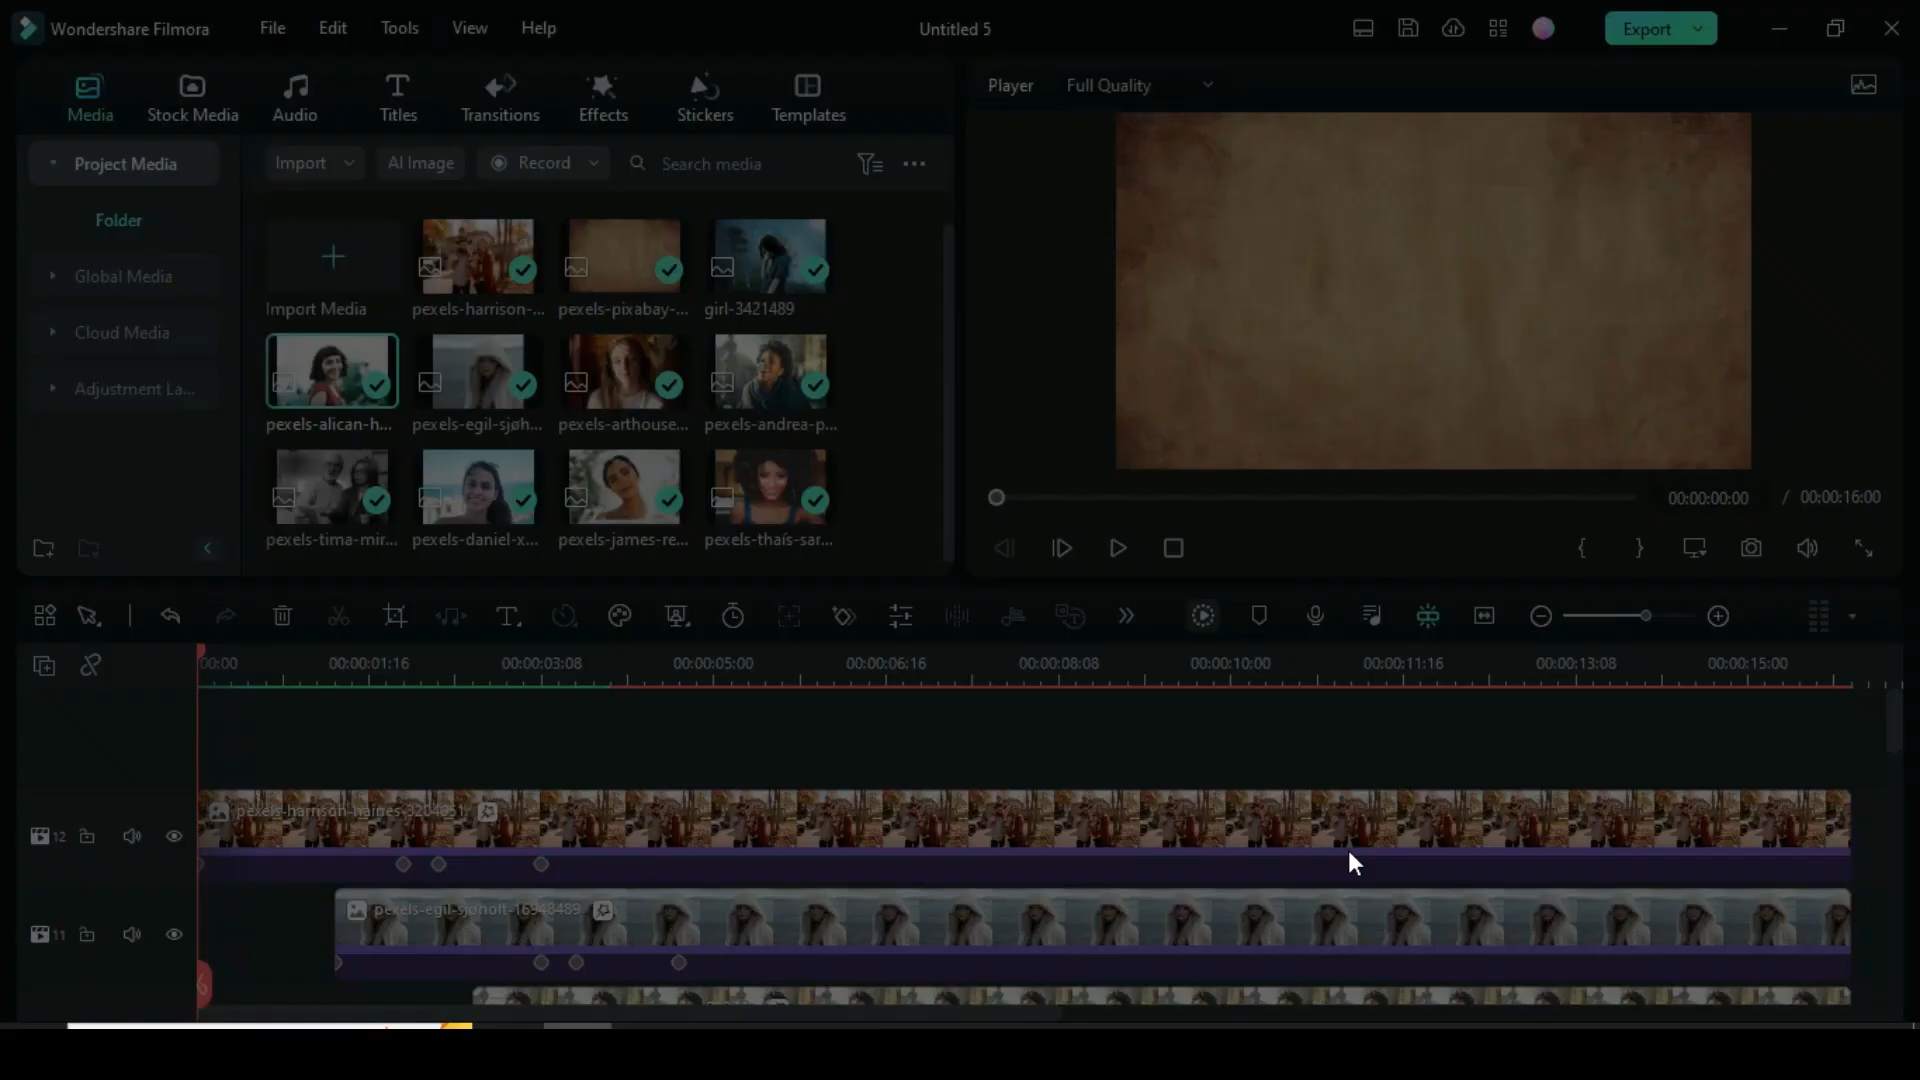 Wondershare Filmora File Edit Tools View Help Untitled 5 Export
Media Stock Media Audio Titles Transitions Effects Stickers Templates
Player Full Quality
Project Media Import AI Image Record Search media
Folder
Global Media
Cloud Media
Adjustment La...
Import Media pexels-harrison-... pexels-pixabay-... girl-3421489
pexels-alican-h... pexels-egil-sjøh... pexels-arthouse... pexels-andrea-p...
pexels-tima-mir... pexels-daniel-x... pexels-james-re... pexels-thaís-sar...
00:00:00:00 / 00:00:16:00
00:00 00:00:01:16 00:00:03:08 00:00:05:00 00:00:06:16 00:00:08:08 00:00:10:00 00:00:11:16 00:00:13:08 00:00:15:00
pexels-harrison-haines-3204951
12
pexels-egil-sjøholt-16948489
11